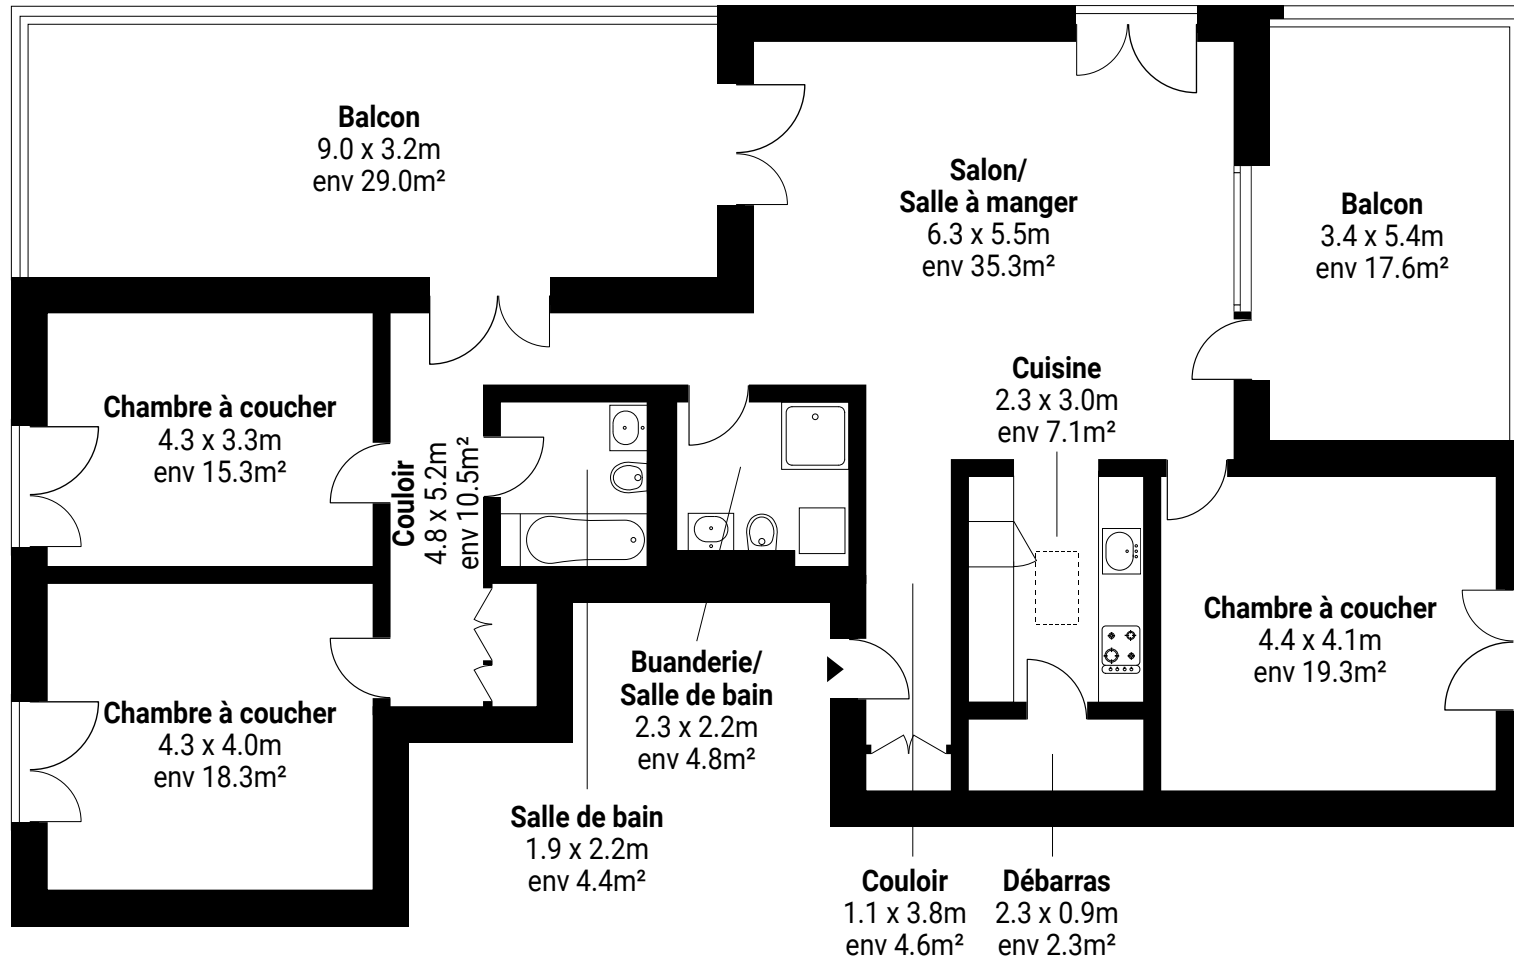 Balcon
9.0 x 3.2m
env 29.0m²
Salon/
Salle à manger
6.3 x 5.5m
env 35.3m²
Balcon
3.4 x 5.4m
env 17.6m²
Cuisine
2.3 x 3.0m
env 7.1m²
Chambre à coucher
4.3 x 3.3m
env 15.3m²
Couloir
4.8 x 5.2m
env 10.5m²
Chambre à coucher
4.4 x 4.1m
env 19.3m²
Buanderie/
Salle de bain
2.3 x 2.2m
env 4.8m²
Chambre à coucher
4.3 x 4.0m
env 18.3m²
Salle de bain
1.9 x 2.2m
env 4.4m²
Couloir
1.1 x 3.8m
env 4.6m²
Débarras
2.3 x 0.9m
env 2.3m²